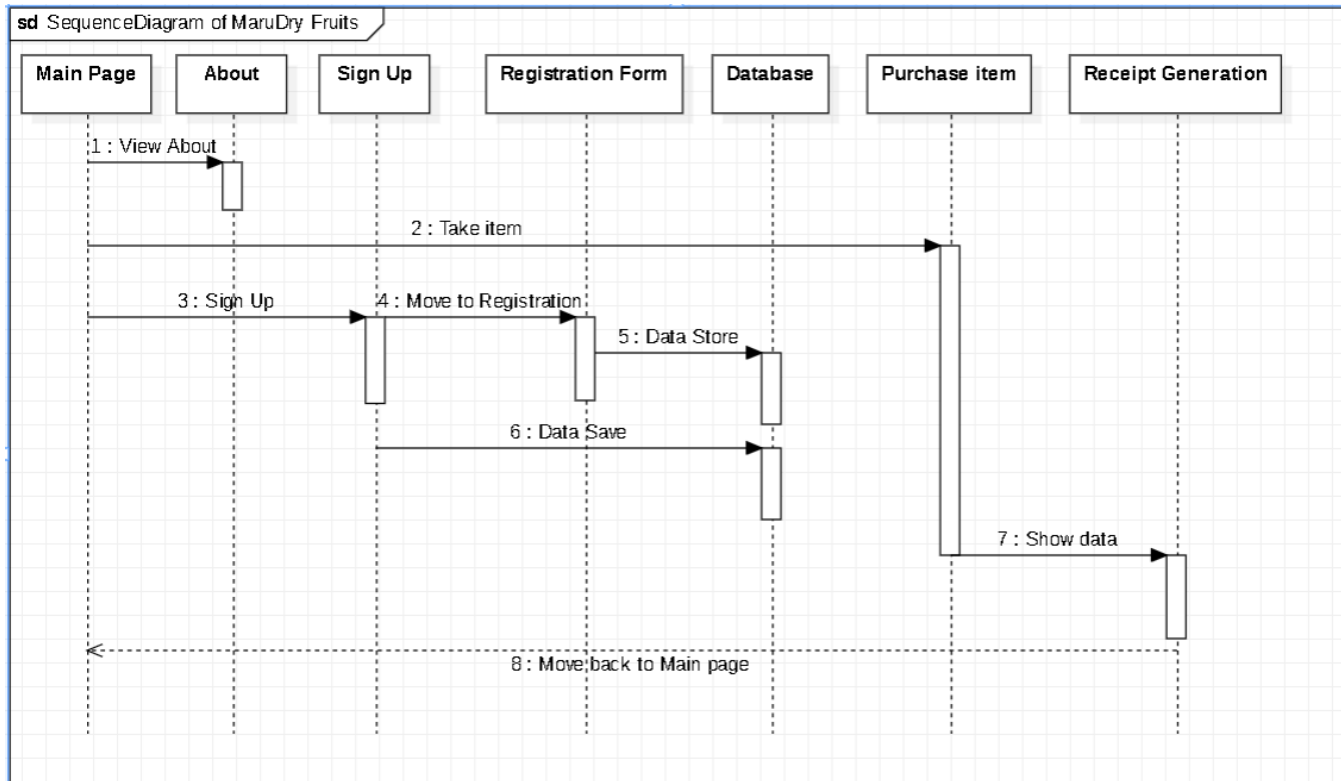 sd SequenceDiagram of MaruDry Fruits
Main Page
About
Sign Up
Registration Form
Database
Purchase item
Receipt Generation
1 : View About
2 : Take item
3 : Sign Up
4 : Move to Registration
5 : Data Store
6 : Data Save
7 : Show data
8 : Move back to Main page